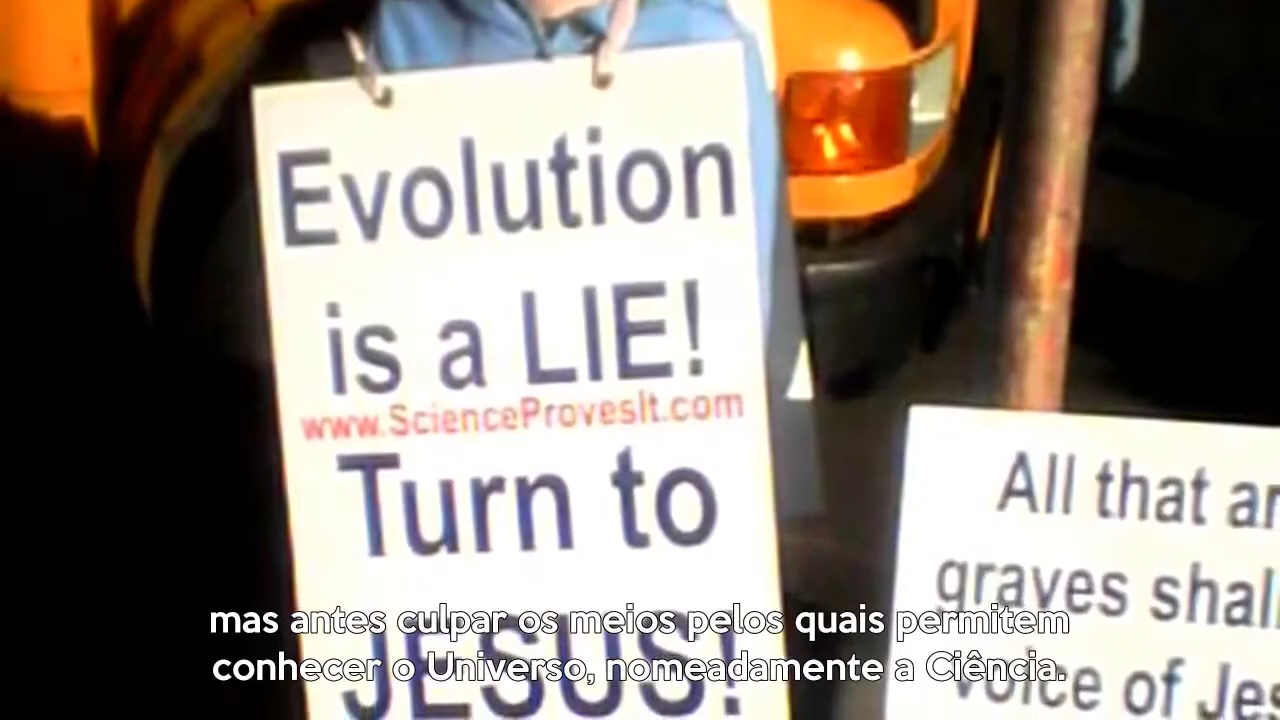 Evolution
is a LIE!
www.ScienceProvesIt.com
Turn to
JESUS!
All that ar
graves shall
voice of Jes
mas antes culpar os meios pelos quais permitem
conhecer o Universo, nomeadamente a Ciência.